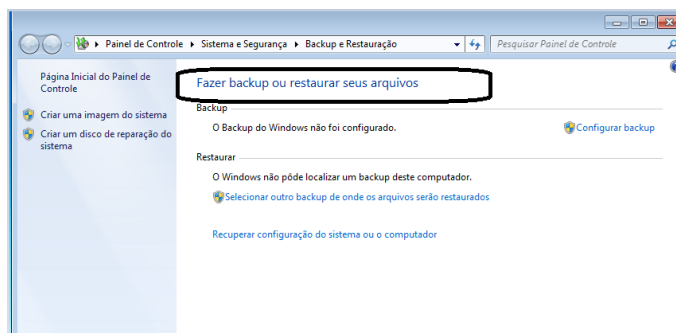 Painel de Controle ▸ Sistema e Segurança ▸ Backup e Restauração
Pesquisar Painel de Controle
Página Inicial do Painel de
Controle
Criar uma imagem do sistema
Criar um disco de reparação do
sistema
Fazer backup ou restaurar seus arquivos
Backup
O Backup do Windows não foi configurado.
Configurar backup
Restaurar
O Windows não pôde localizar um backup deste computador.
Selecionar outro backup de onde os arquivos serão restaurados
Recuperar configuração do sistema ou o computador